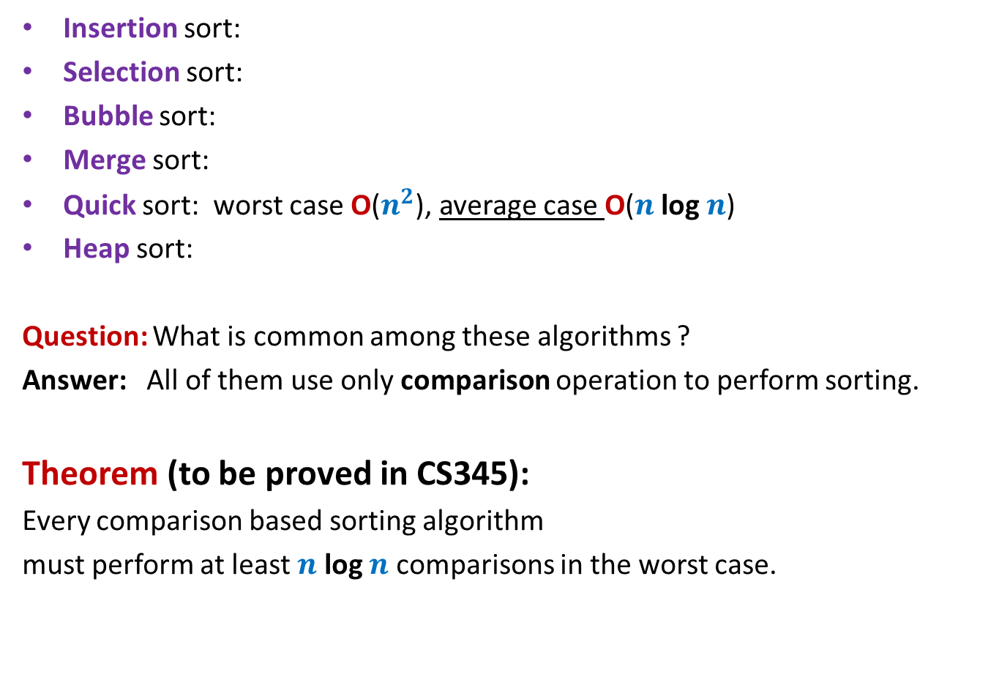 • Insertion sort:
• Selection sort:
• Bubble sort:
• Merge sort:
• Quick sort: worst case O(n²), average case O(n log n)
• Heap sort:
Question: What is common among these algorithms ?
Answer: All of them use only comparison operation to perform sorting.
Theorem (to be proved in CS345):
Every comparison based sorting algorithm
must perform at least n log n comparisons in the worst case.